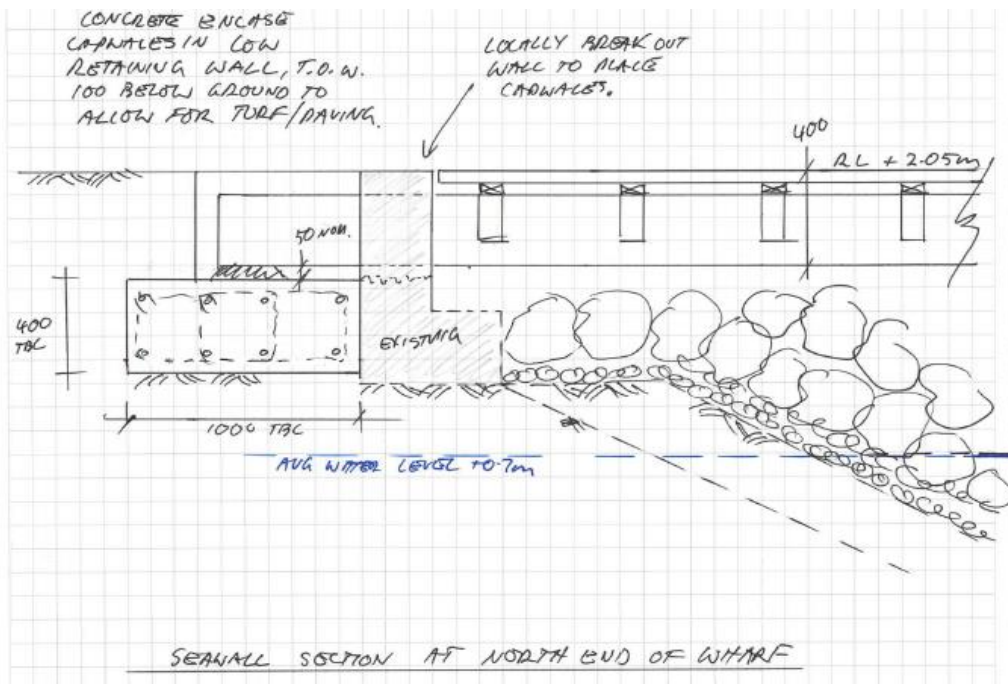 CONCRETE ENCASE
CAPWALES IN LOW
RETAINING WALL, T.O.W.
100 BELOW GROUND TO
ALLOW FOR TURF/PAVING.
LOCALLY BREAK OUT
WALL TO PLACE
CAPWALES.
400
RL +2.05m
50 NOM.
400
TBC
EXISTING
1000 TBC
AVG WATER LEVEL +0.7m
SEAWALL SECTION AT NORTH END OF WHARF